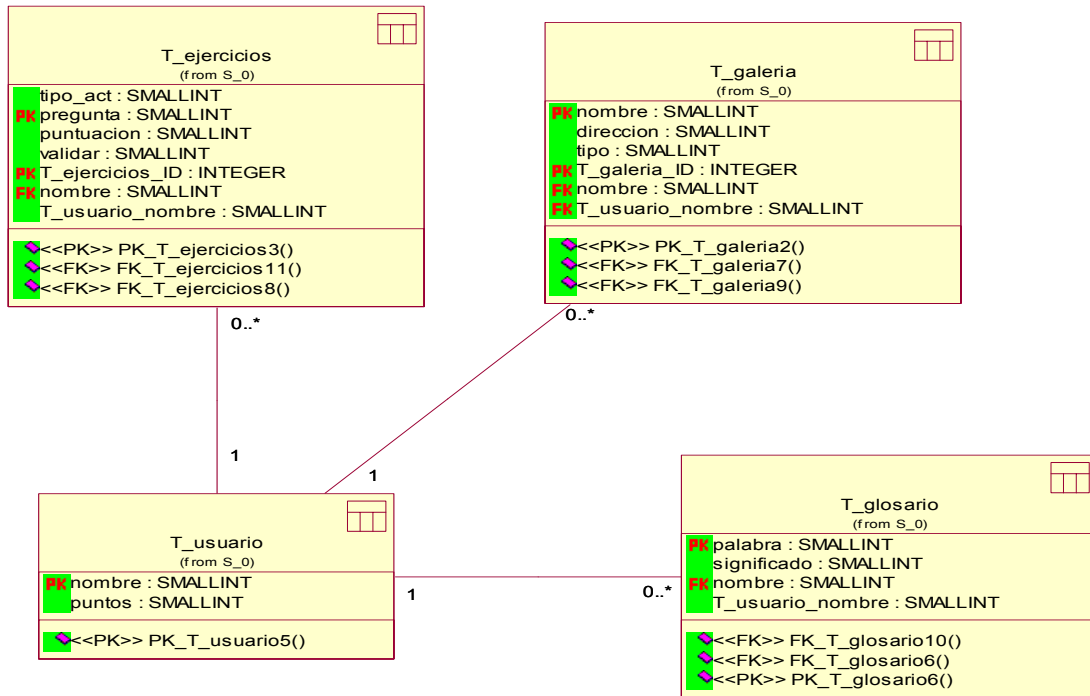 T_ejercicios
(from S_0)
tipo_act : SMALLINT
PK pregunta : SMALLINT
puntuacion : SMALLINT
validar : SMALLINT
PK T_ejercicios_ID : INTEGER
FK nombre : SMALLINT
T_usuario_nombre : SMALLINT
<<PK>> PK_T_ejercicios3()
<<FK>> FK_T_ejercicios11()
<<FK>> FK_T_ejercicios8()
T_galeria
(from S_0)
PK nombre : SMALLINT
direccion : SMALLINT
tipo : SMALLINT
PK T_galeria_ID : INTEGER
FK nombre : SMALLINT
FK T_usuario_nombre : SMALLINT
<<PK>> PK_T_galeria2()
<<FK>> FK_T_galeria7()
<<FK>> FK_T_galeria9()
0..*
0..*
1
1
T_usuario
(from S_0)
PK nombre : SMALLINT
puntos : SMALLINT
<<PK>> PK_T_usuario5()
1
0..*
T_glosario
(from S_0)
PK palabra : SMALLINT
significado : SMALLINT
FK nombre : SMALLINT
T_usuario_nombre : SMALLINT
<<FK>> FK_T_glosario10()
<<FK>> FK_T_glosario6()
<<PK>> PK_T_glosario6()